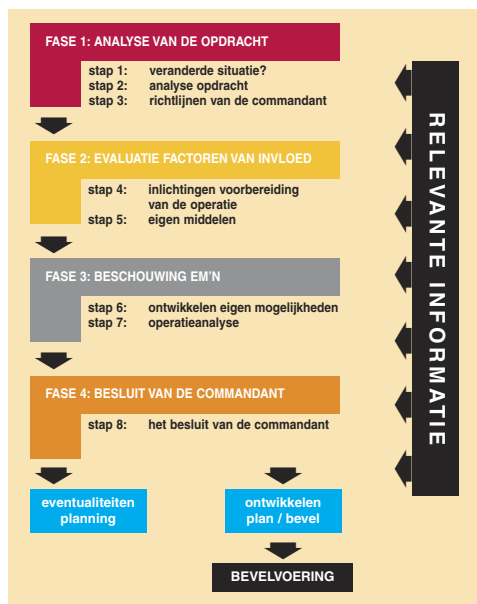 FASE 1: ANALYSE VAN DE OPDRACHT
stap 1: veranderde situatie?
stap 2: analyse opdracht
stap 3: richtlijnen van de commandant
FASE 2: EVALUATIE FACTOREN VAN INVLOED
stap 4: inlichtingen voorbereiding
van de operatie
stap 5: eigen middelen
FASE 3: BESCHOUWING EM'N
stap 6: ontwikkelen eigen mogelijkheden
stap 7: operatieanalyse
FASE 4: BESLUIT VAN DE COMMANDANT
stap 8: het besluit van de commandant
eventualiteiten
planning
ontwikkelen
plan / bevel
BEVELVOERING
RELEVANTE INFORMATIE